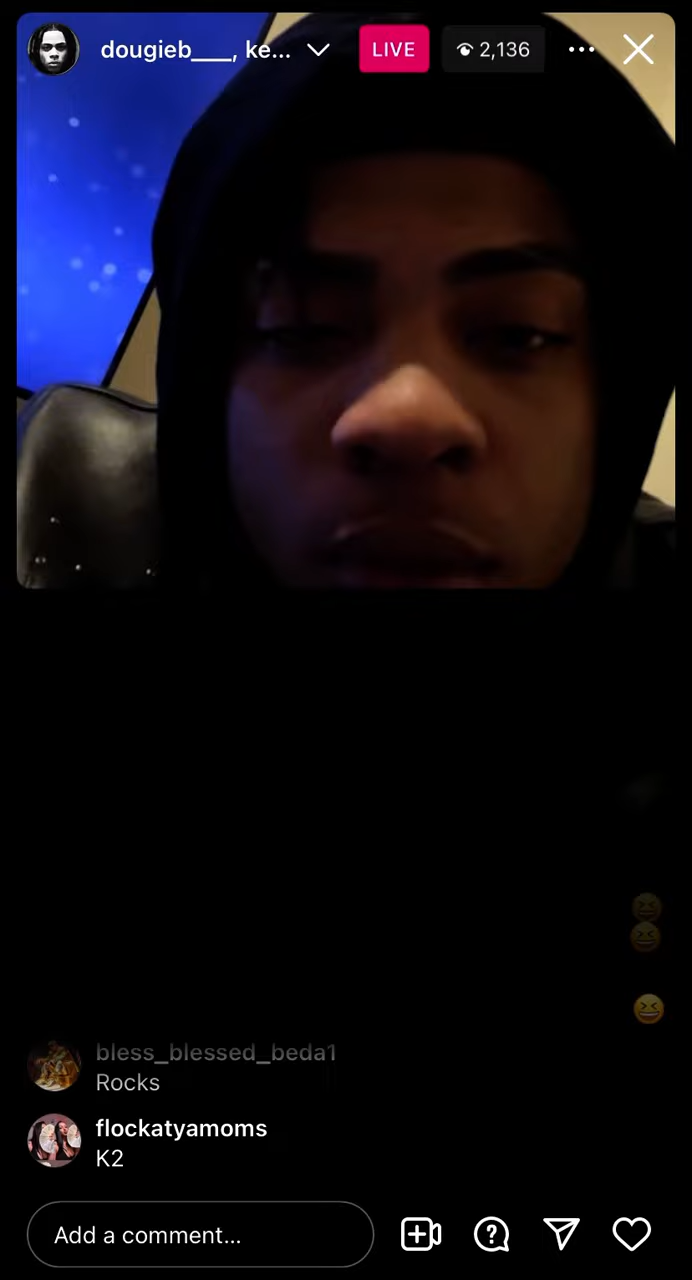 dougieb___, ke...
LIVE
2,136
bless_blessed_beda1
Rocks
flockatyamoms
K2
Add a comment...